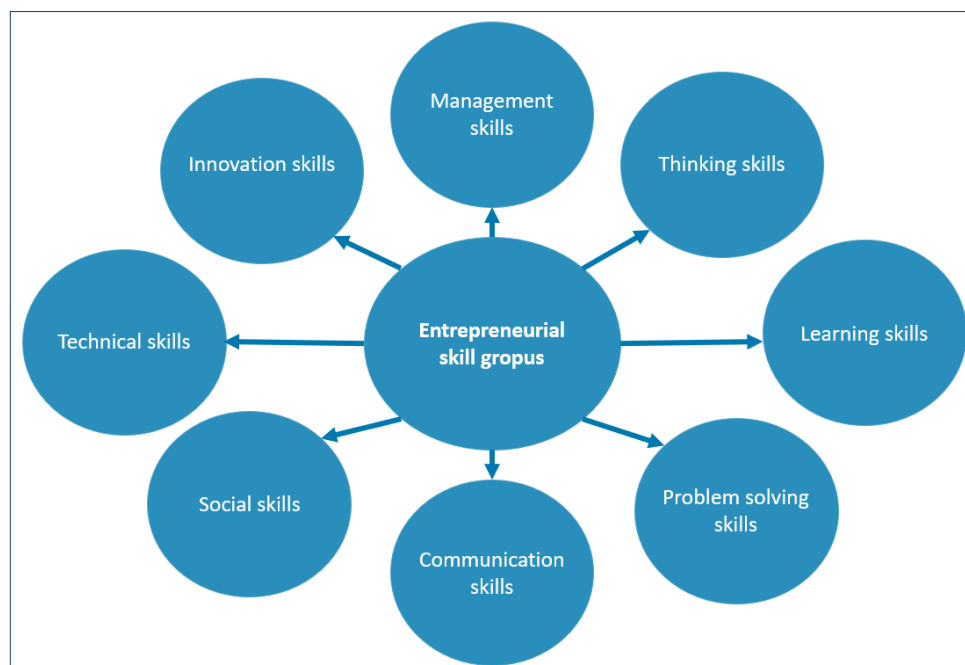 Management
skills
Thinking skills
Innovation skills
Entrepreneurial
skill gropus
Learning skills
Technical skills
Problem solving
skills
Social skills
Communication
skills